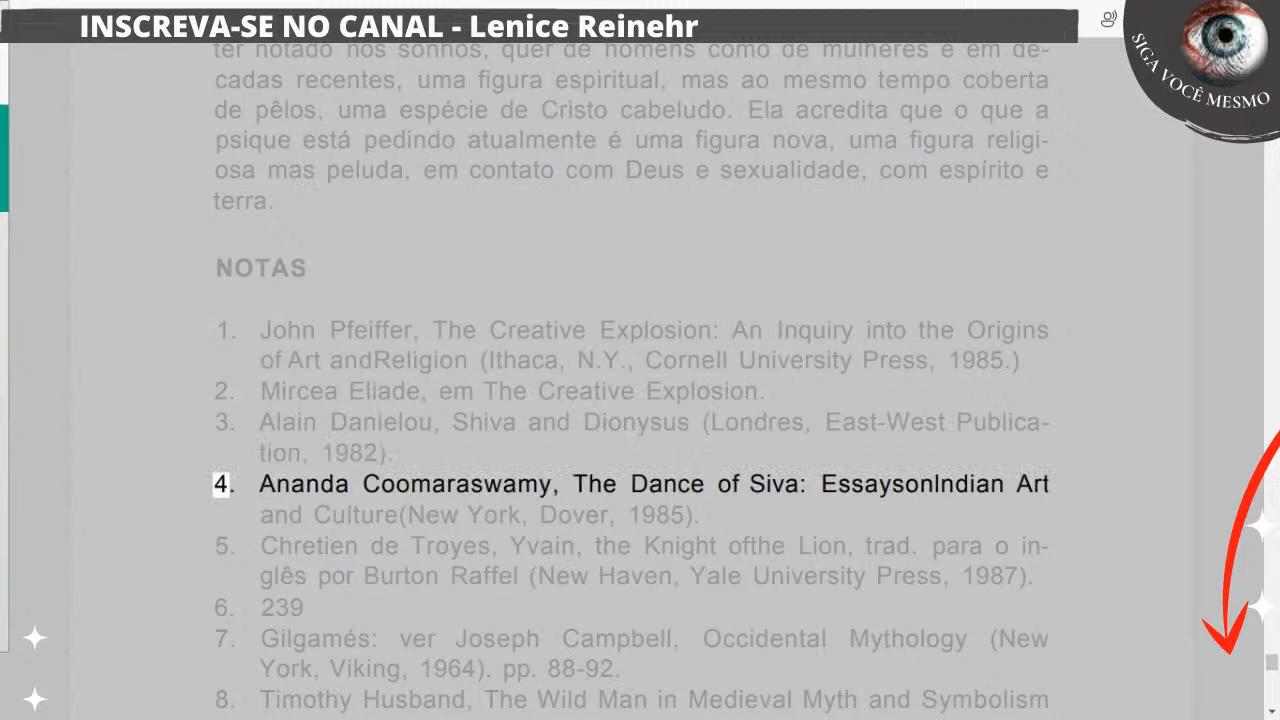 INSCREVA-SE NO CANAL - Lenice Reinehr
SIGA VOCÊ MESMO
ter notado nos sonhos, quer de homens como de mulheres e em de-
cadas recentes, uma figura espiritual, mas ao mesmo tempo coberta
de pêlos, uma espécie de Cristo cabeludo. Ela acredita que o que a
psique está pedindo atualmente é uma figura nova, uma figura religi-
osa mas peluda, em contato com Deus e sexualidade, com espírito e
terra.
NOTAS
1. John Pfeiffer, The Creative Explosion: An Inquiry into the Origins
of Art andReligion (Ithaca, N.Y., Cornell University Press, 1985.)
2. Mircea Eliade, em The Creative Explosion.
3. Alain Danielou, Shiva and Dionysus (Londres, East-West Publica-
tion, 1982).
4. Ananda Coomaraswamy, The Dance of Siva: EssaysonIndian Art
and Culture(New York, Dover, 1985).
5. Chretien de Troyes, Yvain, the Knight ofthe Lion, trad. para o in-
glês por Burton Raffel (New Haven, Yale University Press, 1987).
6. 239
7. Gilgamés: ver Joseph Campbell, Occidental Mythology (New
York, Viking, 1964). pp. 88-92.
8. Timothy Husband, The Wild Man in Medieval Myth and Symbolism